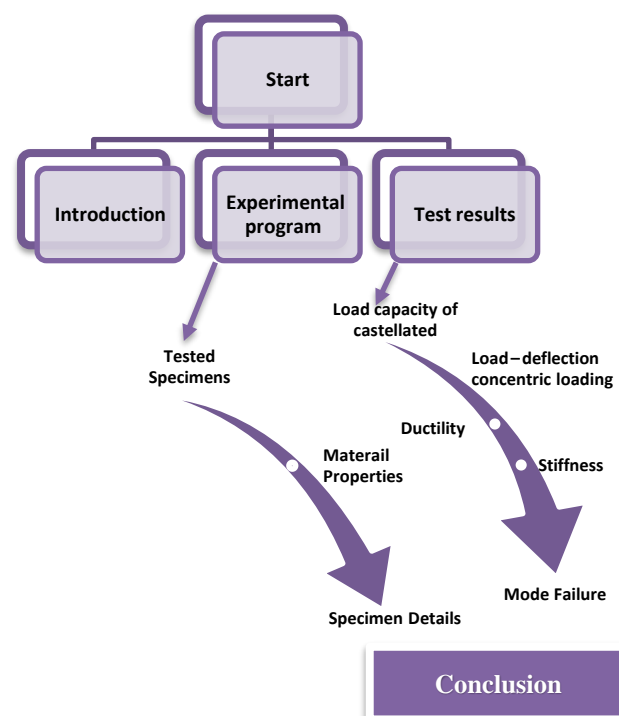 Start
Introduction
Experimental
program
Test results
Load capacity of
castellated
Tested
Specimens
Load–deflection
concentric loading
Ductility
Materail
Properties
Stiffness
Mode Failure
Specimen Details
Conclusion